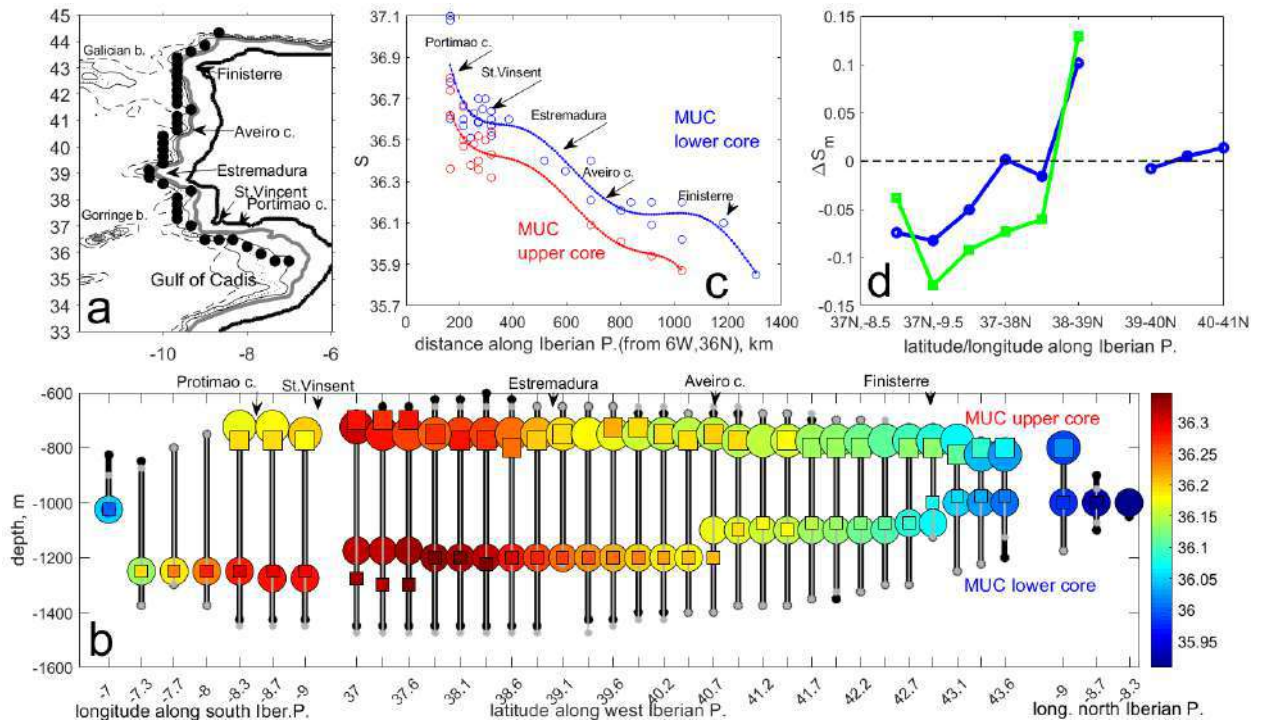 45
44
43
42
41
40
39
38
37
36
35
34
33
-10
-8
-6
Galician b.
Finisterre
Aveiro c.
Estremadura
St.Vincent
Portimao c.
Gorringe b.
Gulf of Cadis
a
37.1
36.9
36.7
36.5
36.3
36.1
35.9
35.7
S
0
200
400
600
800
1000
1200
1400
distance along Iberian P.(from 6W,36N), km
Portimao c.
St.Vinsent
Estremadura
Aveiro c.
Finisterre
MUC
lower core
MUC
upper core
c
0.15
0.1
0.05
0
-0.05
-0.1
-0.15
ΔSm
37N,-8.5
37N,-9.5
37-38N
38-39N
39-40N
40-41N
latitude/longitude along Iberian P.
d
Protimao c.
St.Vinsent
Estremadura
Aveiro c.
Finisterre
-600
-800
-1000
-1200
-1400
-1600
depth, m
MUC upper core
MUC lower core
b
-7
-7.3
-7.7
-8
-8.3
-8.7
-9
37
37.6
38.1
38.6
39.1
39.6
40.2
40.7
41.2
41.7
42.2
42.7
43.1
43.6
-9
-8.7
-8.3
longitude along south Iber.P.
latitude along west Iberian P.
long. north Iberian P.
36.3
36.25
36.2
36.15
36.1
36.05
36
35.95